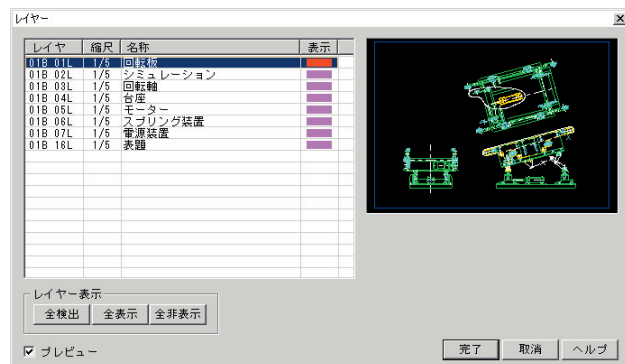 レイヤー
レイヤ 縮尺 名称 表示
01B 01L 1/5 回転板
01B 02L 1/5 シミュレーション
01B 03L 1/5 回転軸
01B 04L 1/5 台座
01B 05L 1/5 モーター
01B 06L 1/5 スプリング装置
01B 07L 1/5 電源装置
01B 16L 1/5 表題
レイヤー表示
全検出 全表示 全非表示
プレビュー
完了 取消 ヘルプ